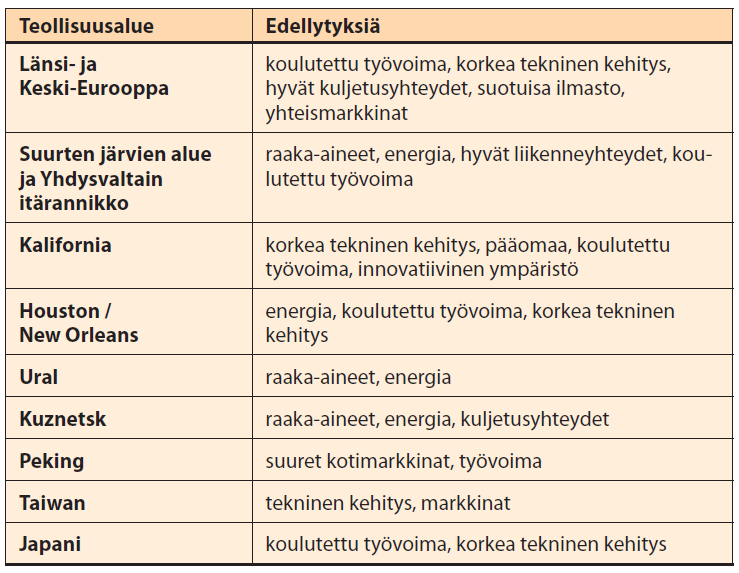 Teollisuusalue Edellytyksiä
Länsi- ja
Keski-Eurooppa
koulutettu työvoima, korkea tekninen kehitys,
hyvät kuljetusyhteydet, suotuisa ilmasto,
yhteismarkkinat
Suurten järvien alue
ja Yhdysvaltain
itärannikko
raaka-aineet, energia, hyvät liikenneyhteydet, kou-
lutettu työvoima
Kalifornia
korkea tekninen kehitys, pääomaa, koulutettu
työvoima, innovatiivinen ympäristö
Houston /
New Orleans
energia, koulutettu työvoima, korkea tekninen
kehitys
Ural raaka-aineet, energia
Kuznetsk raaka-aineet, energia, kuljetusyhteydet
Peking suuret kotimarkkinat, työvoima
Taiwan tekninen kehitys, markkinat
Japani koulutettu työvoima, korkea tekninen kehitys